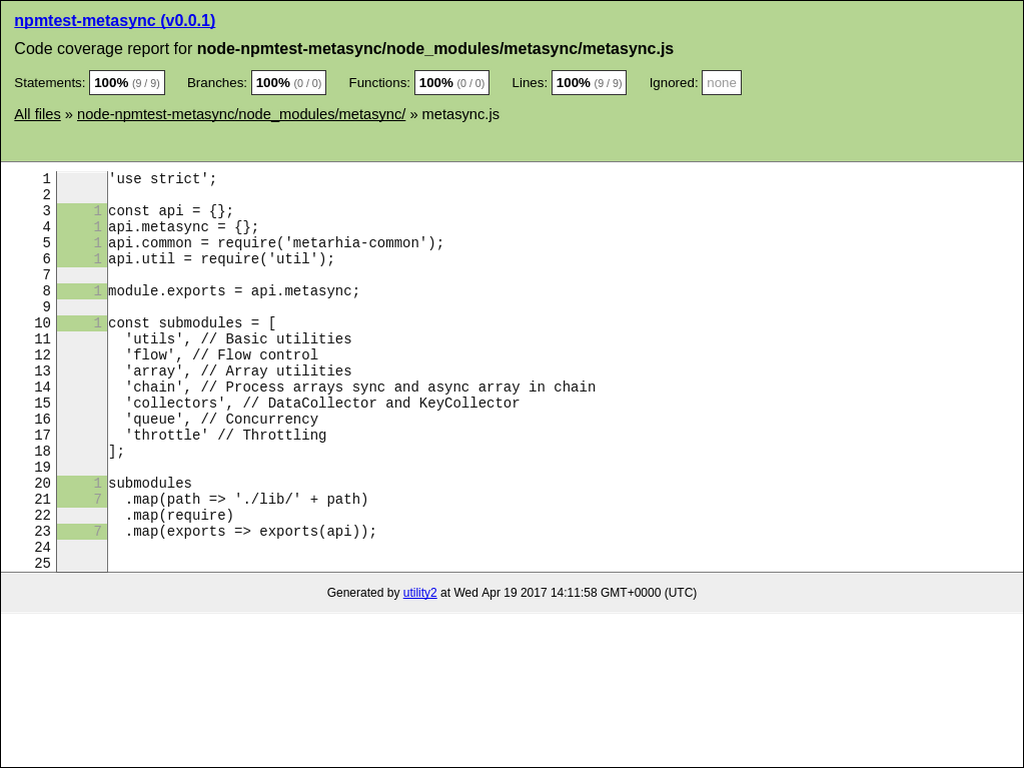 npmtest-metasync (v0.0.1)
Code coverage report for node-npmtest-metasync/node_modules/metasync/metasync.js
Statements: 100% (9 / 9) Branches: 100% (0 / 0) Functions: 100% (0 / 0) Lines: 100% (9 / 9) Ignored: none
All files » node-npmtest-metasync/node_modules/metasync/ » metasync.js
1 'use strict';
2
3 1 const api = {};
4 1 api.metasync = {};
5 1 api.common = require('metarhia-common');
6 1 api.util = require('util');
7
8 1 module.exports = api.metasync;
9
10 1 const submodules = [
11 'utils', // Basic utilities
12 'flow', // Flow control
13 'array', // Array utilities
14 'chain', // Process arrays sync and async array in chain
15 'collectors', // DataCollector and KeyCollector
16 'queue', // Concurrency
17 'throttle' // Throttling
18 ];
19
20 1 submodules
21 7 .map(path => './lib/' + path)
22 .map(require)
23 7 .map(exports => exports(api));
24
25
Generated by utility2 at Wed Apr 19 2017 14:11:58 GMT+0000 (UTC)